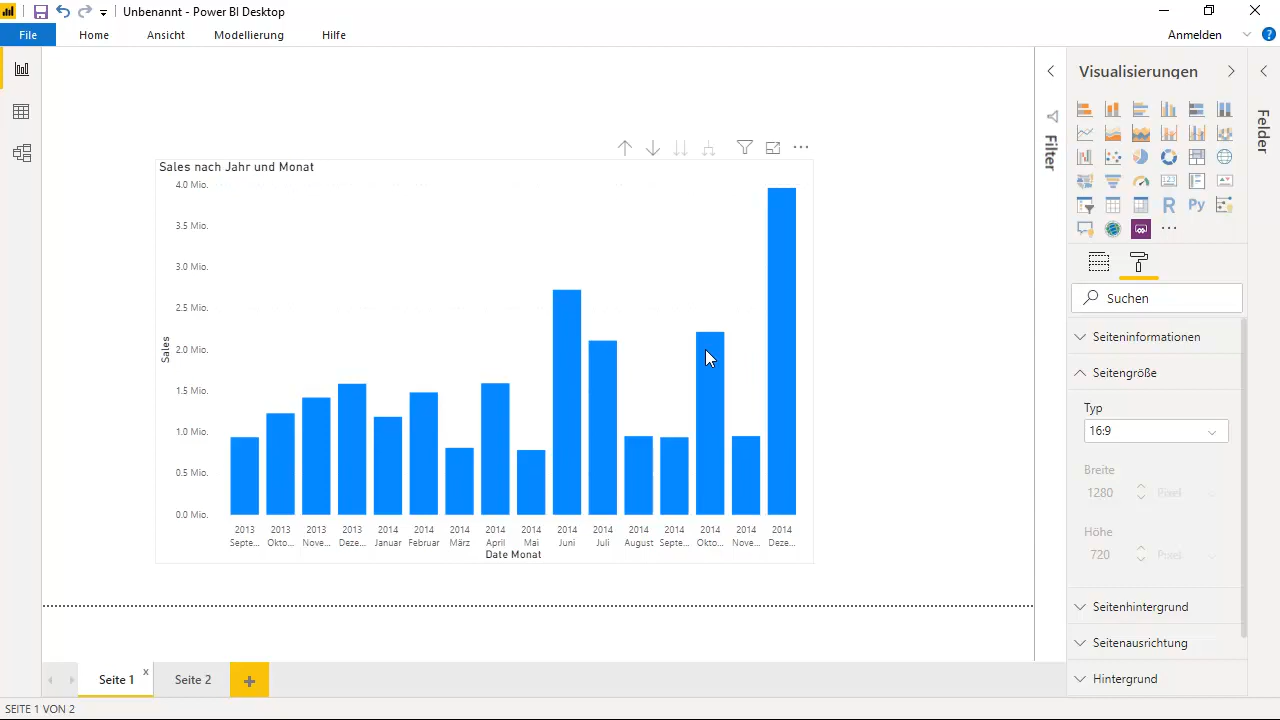 Unbenannt - Power BI Desktop
File Home Ansicht Modellierung Hilfe Anmelden ?
Visualisierungen
Filter
Felder
Sales nach Jahr und Monat
4.0 Mio.
3.5 Mio.
3.0 Mio.
2.5 Mio.
2.0 Mio.
1.5 Mio.
1.0 Mio.
0.5 Mio.
0.0 Mio.
Sales
2013 2013 2013 2013 2014 2014 2014 2014 2014 2014 2014 2014 2014 2014 2014 2014
Septe... Okto... Nove... Deze... Januar Februar März April Mai Juni Juli August Septe... Okto... Nove... Deze...
Date Monat
R Py
Suchen
Seiteninformationen
Seitengröße
Typ
16:9
Breite
1280 Pixel
Höhe
720 Pixel
Seitenhintergrund
Seitenausrichtung
Hintergrund
Seite 1 x Seite 2 +
SEITE 1 VON 2